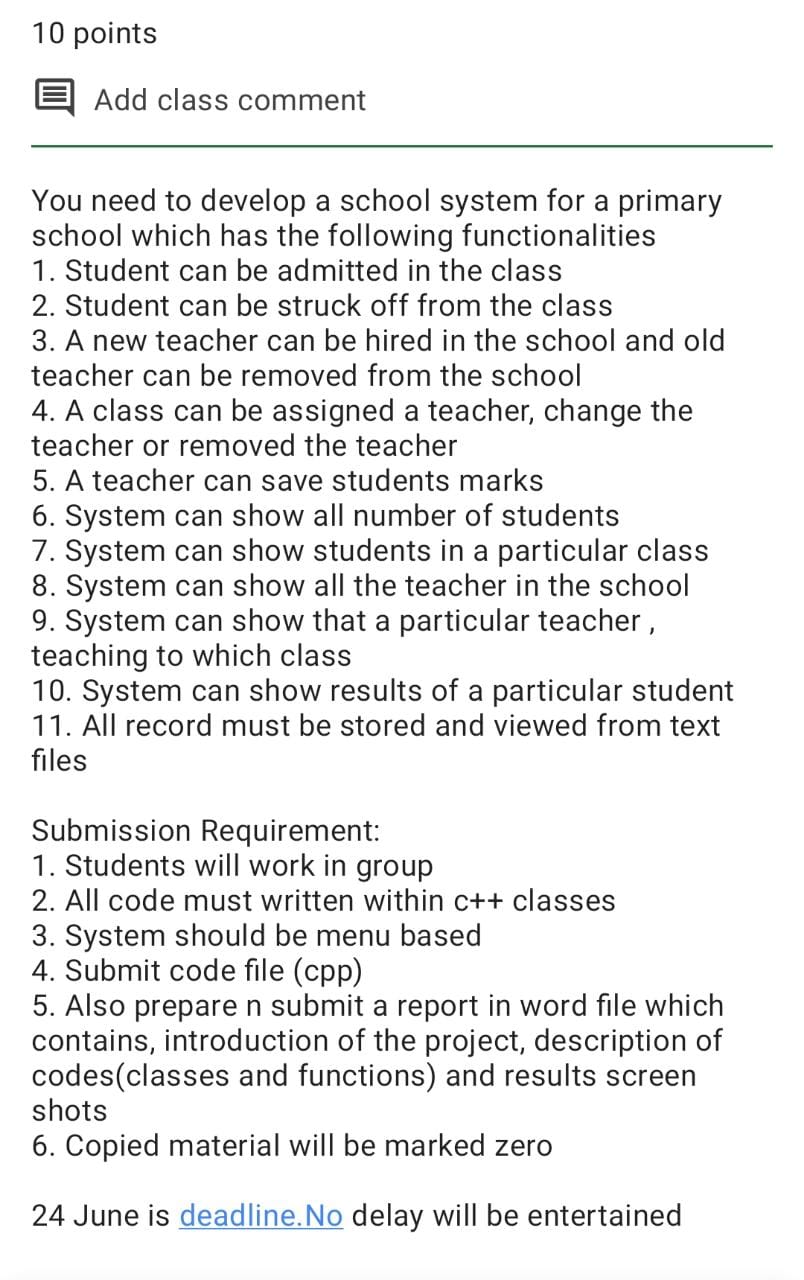 10 points
Add class comment
You need to develop a school system for a primary
school which has the following functionalities
1. Student can be admitted in the class
2. Student can be struck off from the class
3. A new teacher can be hired in the school and old
teacher can be removed from the school
4. A class can be assigned a teacher, change the
teacher or removed the teacher
5. A teacher can save students marks
6. System can show all number of students
7. System can show students in a particular class
8. System can show all the teacher in the school
9. System can show that a particular teacher ,
teaching to which class
10. System can show results of a particular student
11. All record must be stored and viewed from text
files
Submission Requirement:
1. Students will work in group
2. All code must written within c++ classes
3. System should be menu based
4. Submit code file (cpp)
5. Also prepare n submit a report in word file which
contains, introduction of the project, description of
codes(classes and functions) and results screen
shots
6. Copied material will be marked zero
24 June is deadline.No delay will be entertained